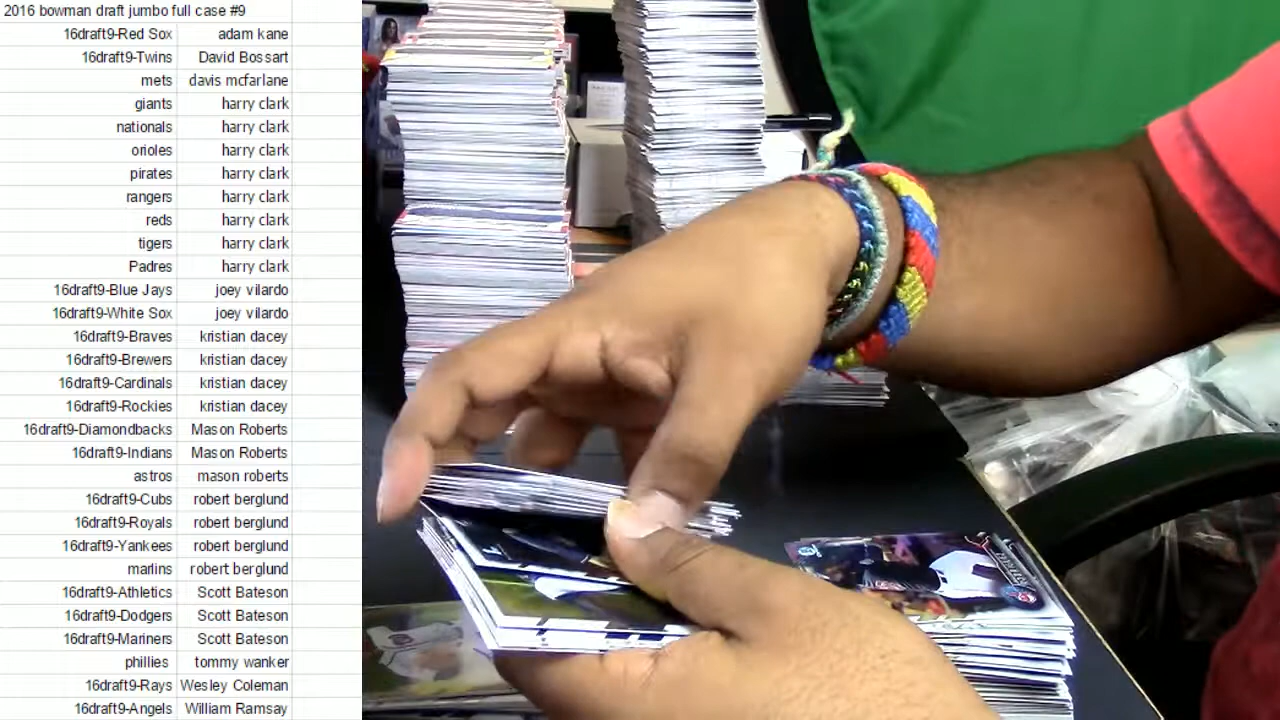 2016 bowman draft jumbo full case #9
16draft9-Red Sox adam kane
16draft9-Twins David Bossart
mets davis mcfarlane
giants harry clark
nationals harry clark
orioles harry clark
pirates harry clark
rangers harry clark
reds harry clark
tigers harry clark
Padres harry clark
16draft9-Blue Jays joey vilardo
16draft9-White Sox joey vilardo
16draft9-Braves kristian dacey
16draft9-Brewers kristian dacey
16draft9-Cardinals kristian dacey
16draft9-Rockies kristian dacey
16draft9-Diamondbacks Mason Roberts
16draft9-Indians Mason Roberts
astros mason roberts
16draft9-Cubs robert berglund
16draft9-Royals robert berglund
16draft9-Yankees robert berglund
marlins robert berglund
16draft9-Athletics Scott Bateson
16draft9-Dodgers Scott Bateson
16draft9-Mariners Scott Bateson
phillies tommy wanker
16draft9-Rays Wesley Coleman
16draft9-Angels William Ramsay